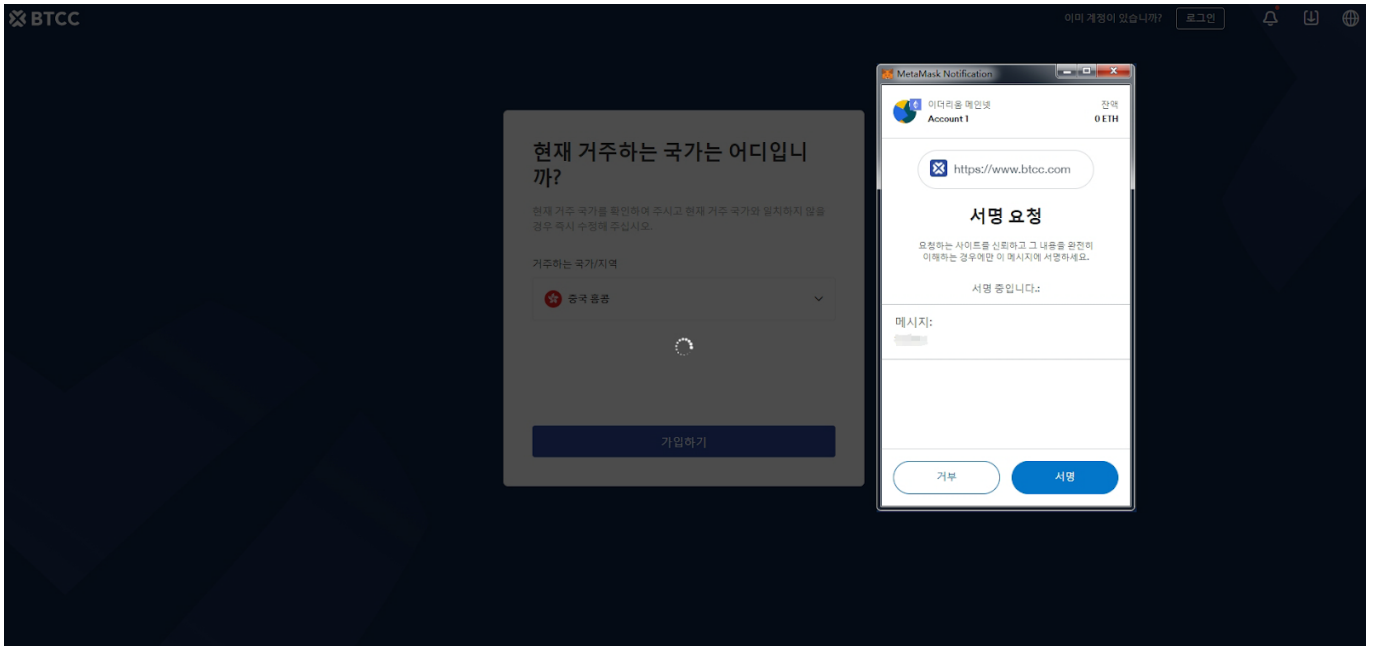 BTCC
이미 계정이 있습니까?
로그인
현재 거주하는 국가는 어디입니
까?
현재 거주 국가를 확인하여 주시고 현재 거주 국가와 일치하지 않을
경우 즉시 수정해 주십시오.
거주하는 국가/지역
중국 홍콩
가입하기
MetaMask Notification
이더리움 메인넷
잔액
Account 1
0 ETH
https://www.btcc.com
서명 요청
요청하는 사이트를 신뢰하고 그 내용을 완전히
이해하는 경우에만 이 메시지에 서명하세요.
서명 중입니다.:
메시지:
거부
서명